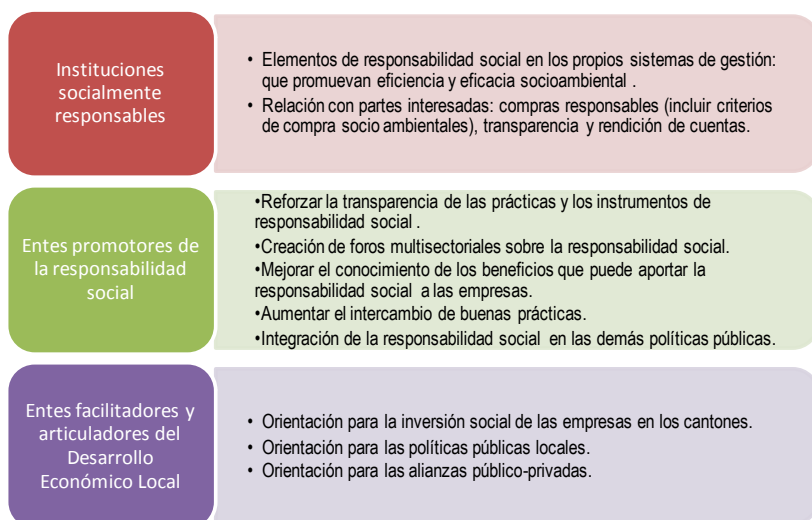 Instituciones
socialmente
responsables
• Elementos de responsabilidad social en los propios sistemas de gestión:
que promuevan eficiencia y eficacia socioambiental .
• Relación con partes interesadas: compras responsables (incluir criterios
de compra socio ambientales), transparencia y rendición de cuentas.
Entes promotores de
la responsabilidad
social
•Reforzar la transparencia de las prácticas y los instrumentos de
responsabilidad social .
•Creación de foros multisectoriales sobre la responsabilidad social.
•Mejorar el conocimiento de los beneficios que puede aportar la
responsabilidad social a las empresas.
•Aumentar el intercambio de buenas prácticas.
•Integración de la responsabilidad social en las demás políticas públicas.
Entes facilitadores y
articuladores del
Desarrollo
Económico Local
• Orientación para la inversión social de las empresas en los cantones.
• Orientación para las políticas públicas locales.
• Orientación para las alianzas público-privadas.